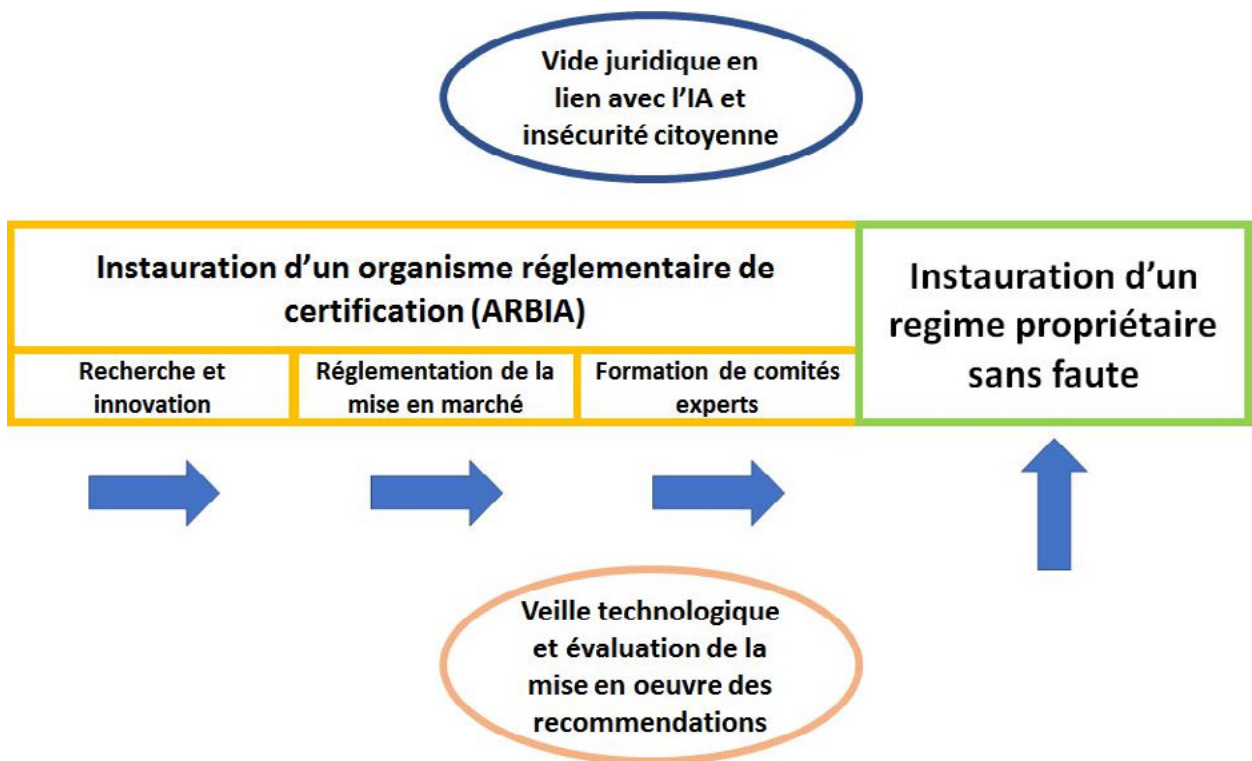 Vide juridique en
lien avec l’IA et
insécurité citoyenne
Instauration d’un organisme réglementaire de
certification (ARBIA)
Recherche et
innovation
Réglementation de la
mise en marché
Formation de comités
experts
Instauration d’un
regime propriétaire
sans faute
Veille technologique
et évaluation de la
mise en oeuvre des
recommendations